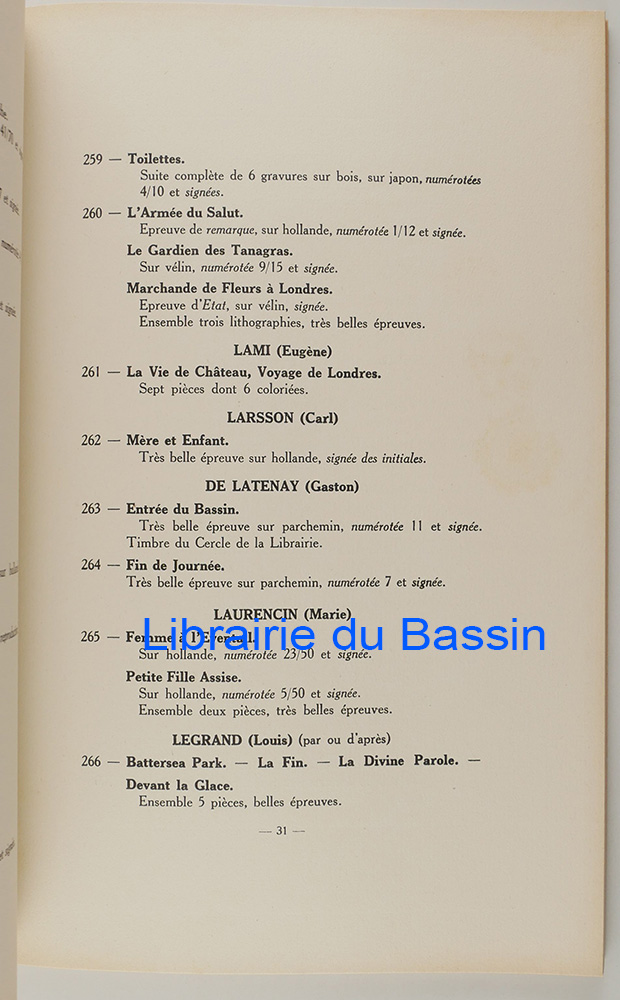 259 — Toilettes.
Suite complète de 6 gravures sur bois, sur japon, numérotées
4/10 et signées.
260 — L'Armée du Salut.
Epreuve de remarque, sur hollande, numérotée 1/12 et signée.
Le Gardien des Tanagras.
Sur vélin, numérotée 9/15 et signée.
Marchande de Fleurs à Londres.
Epreuve d'Etat, sur vélin, signée.
Ensemble trois lithographies, très belles épreuves.
LAMI (Eugène)
261 — La Vie de Château, Voyage de Londres.
Sept pièces dont 6 coloriées.
LARSSON (Carl)
262 — Mère et Enfant.
Très belle épreuve sur hollande, signée des initiales.
DE LATENAY (Gaston)
263 — Entrée du Bassin.
Très belle épreuve sur parchemin, numérotée 11 et signée.
Timbre du Cercle de la Librairie.
264 — Fin de Journée.
Très belle épreuve sur parchemin, numérotée 7 et signée.
LAURENCIN (Marie)
265 — Femme à l'Eventail.
Librairie du Bassin
Sur hollande, numérotée 23/50 et signée.
Petite Fille Assise.
Sur hollande, numérotée 5/50 et signée.
Ensemble deux pièces, très belles épreuves.
LEGRAND (Louis) (par ou d'après)
266 — Battersea Park. — La Fin. — La Divine Parole. —
Devant la Glace.
Ensemble 5 pièces, belles épreuves.
— 31 —